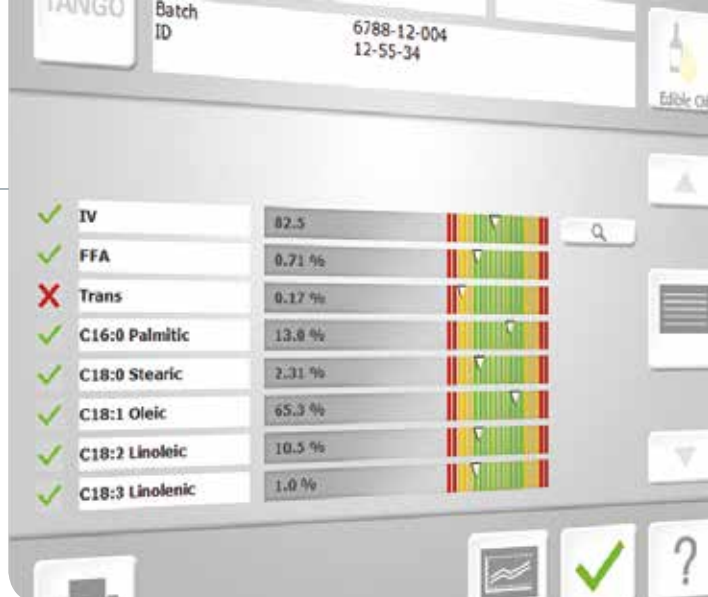 TANGO
Batch
ID
6788-12-004
12-55-34
Edible Oil
IV 82.5
FFA 0.71 %
Trans 0.17 %
C16:0 Palmitic 13.0 %
C18:0 Stearic 2.31 %
C18:1 Oleic 65.3 %
C18:2 Linoleic 10.5 %
C18:3 Linolenic 1.0 %
?